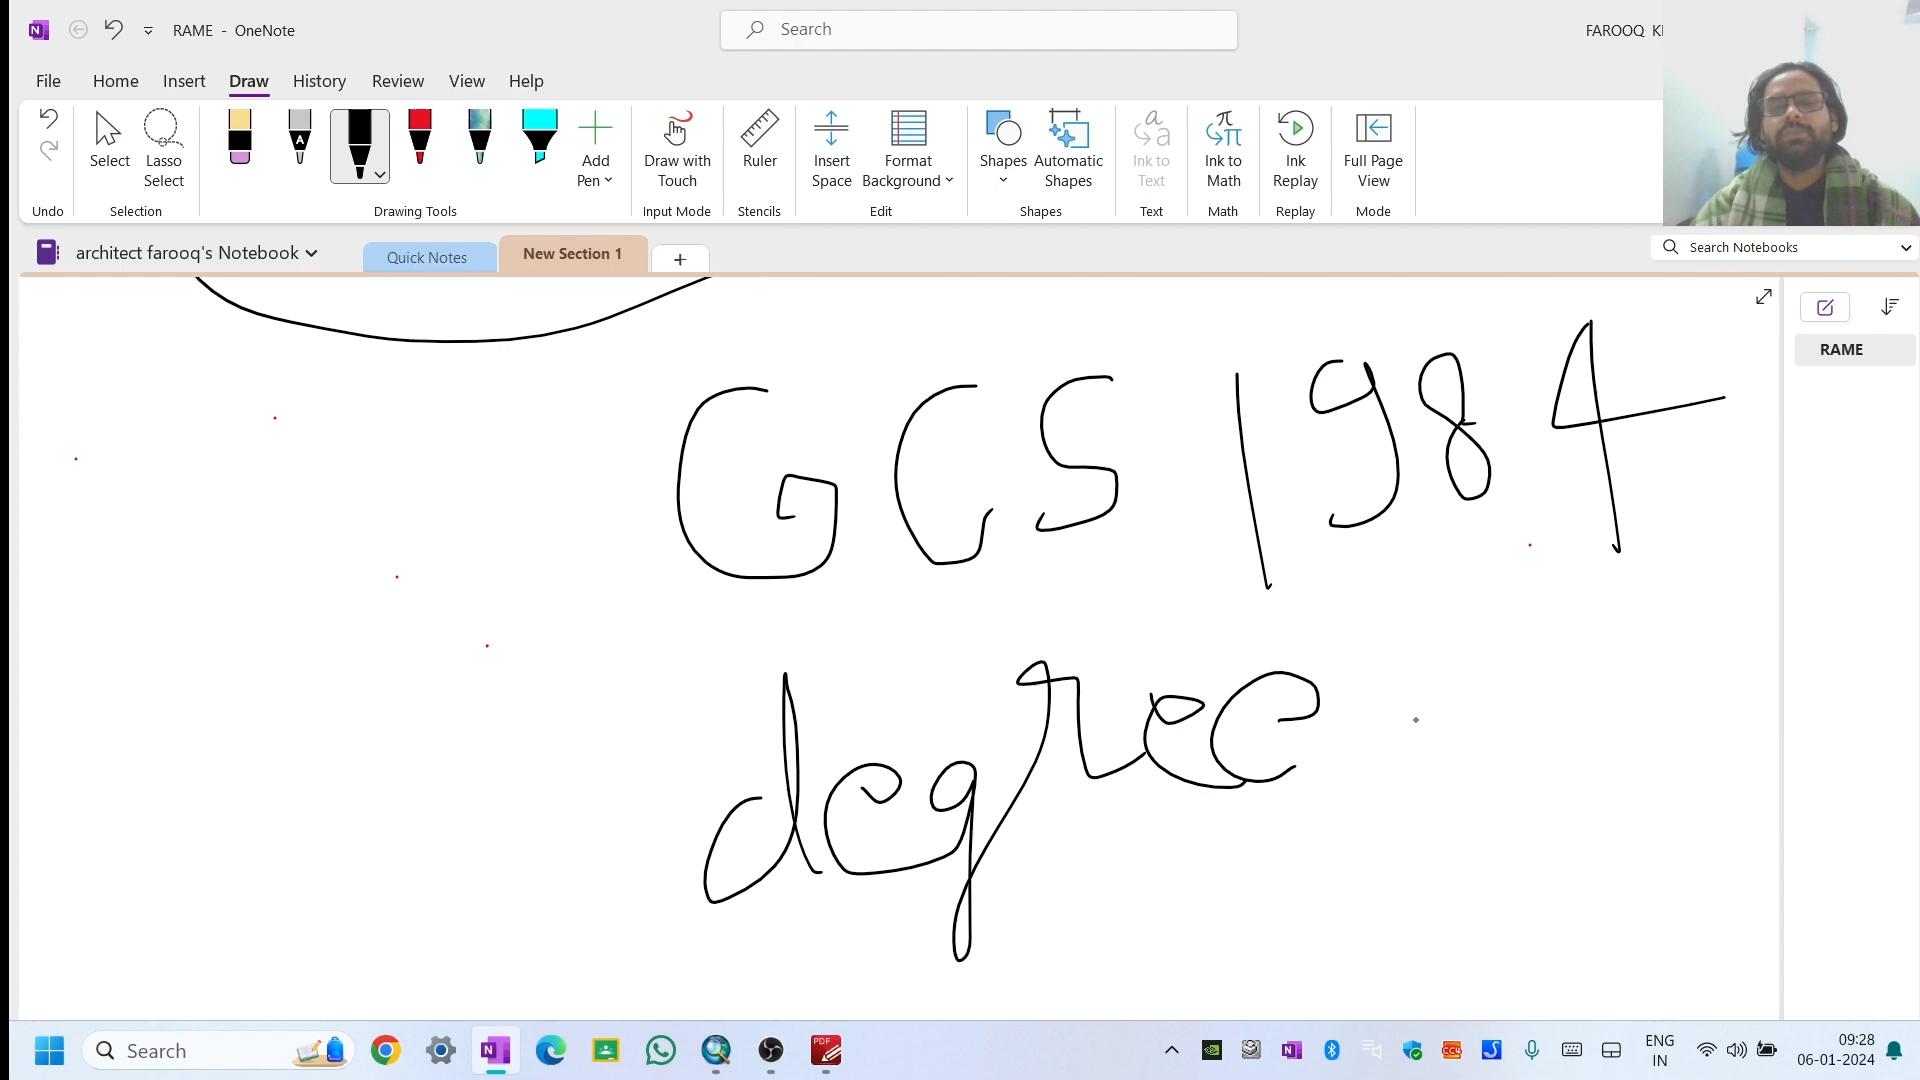 RAME - OneNote
Search
FAROOQ
File Home Insert Draw History Review View Help
Select
Lasso
Select
A
Add
Pen
Draw with
Touch
Ruler
Insert
Space
Format
Background
Shapes
Automatic
Shapes
Ink to
Text
Ink to
Math
Ink
Replay
Full Page
View
Undo Selection Drawing Tools Input Mode Stencils Edit Shapes Text Math Replay Mode
architect farooq's Notebook
Quick Notes
New Section 1
+
Search Notebooks
RAME
GCS 1984
degree
Search
PDF
ENG
IN
09:28
06-01-2024